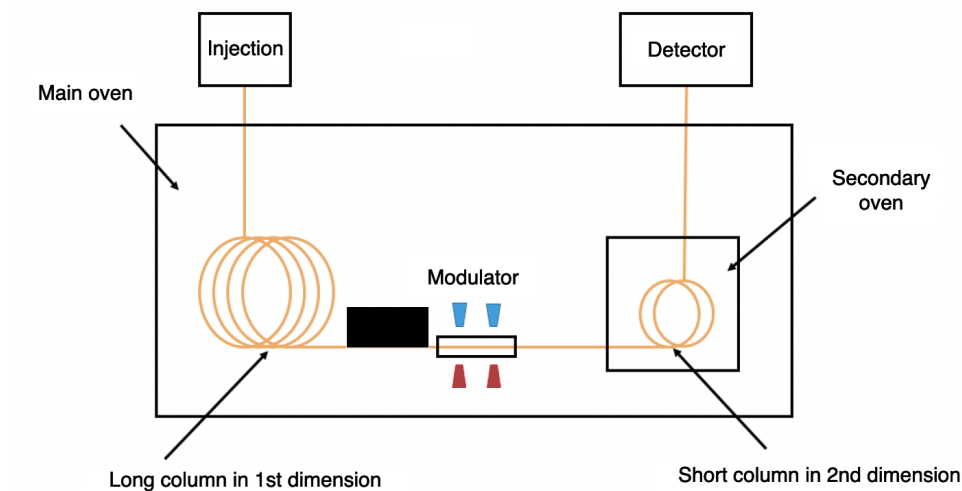 Injection
Detector
Main oven
Secondary
oven
Modulator
Long column in 1st dimension
Short column in 2nd dimension